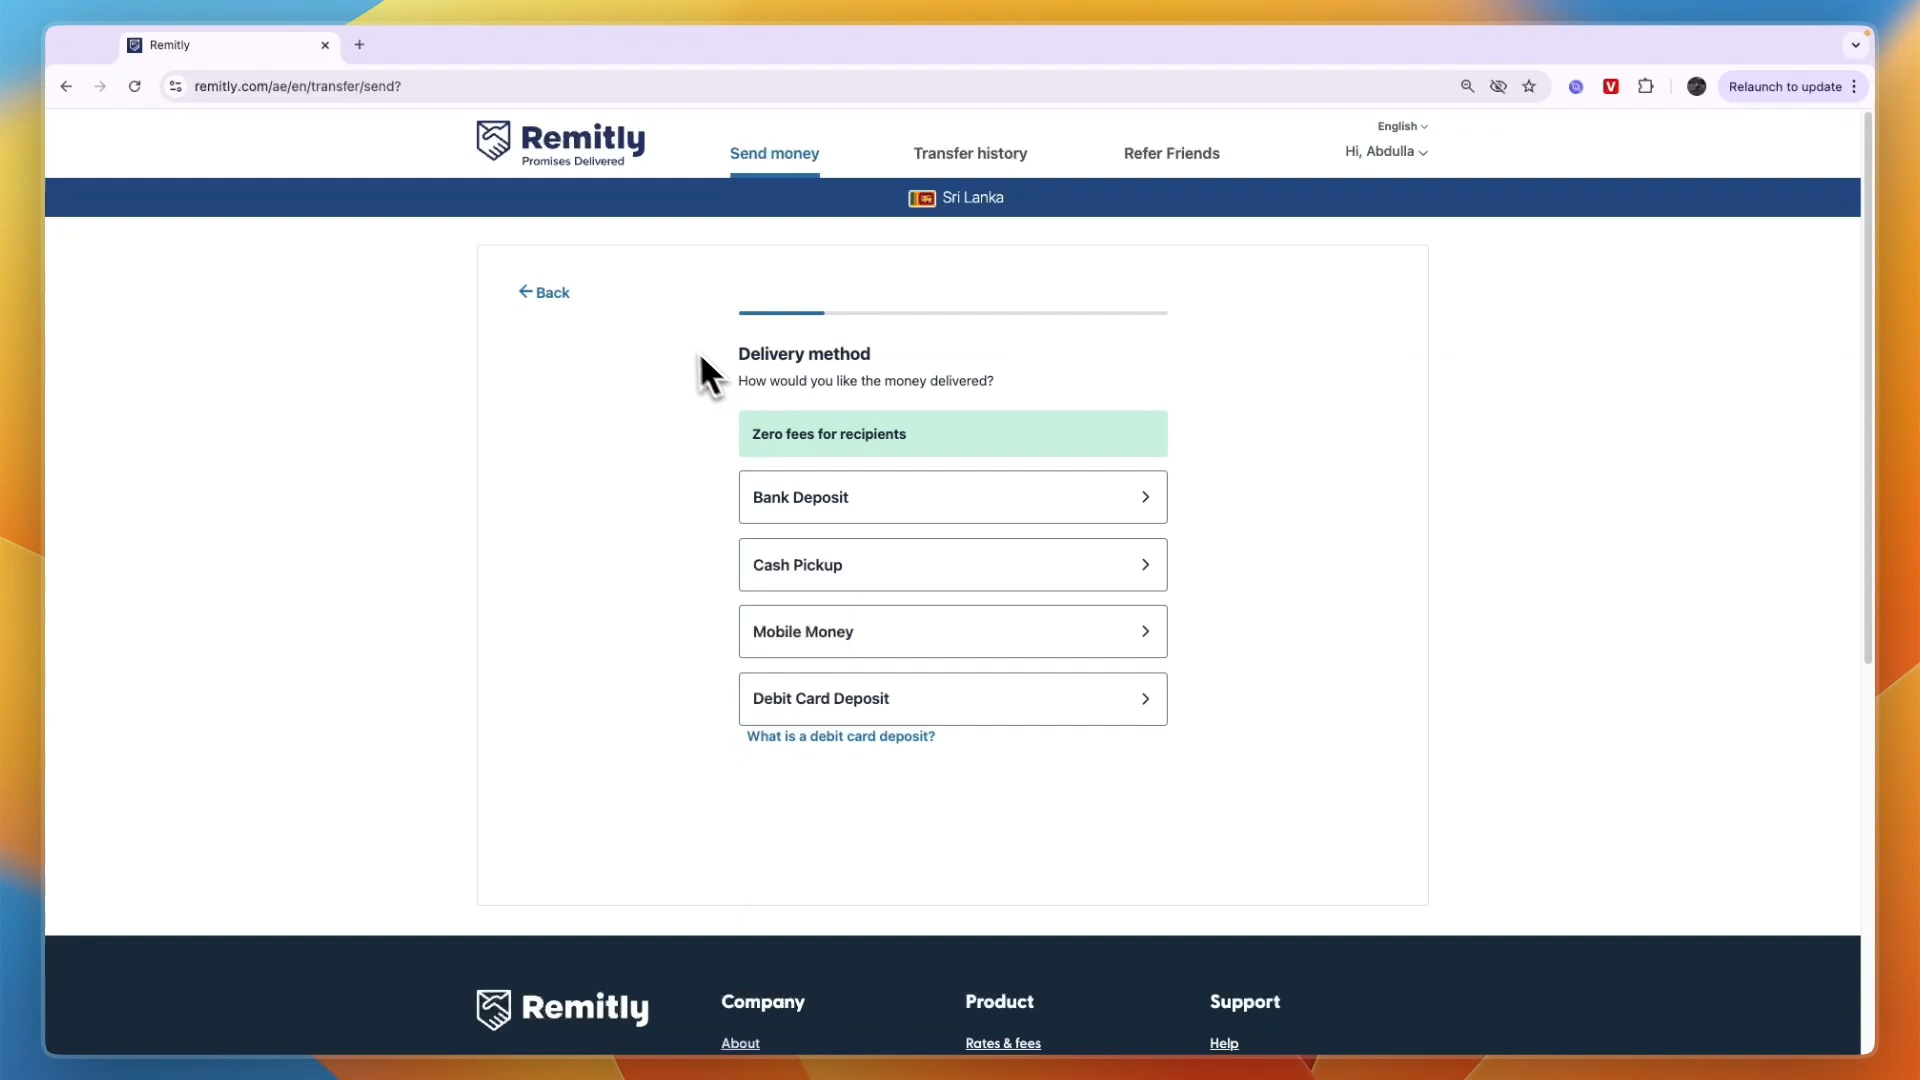 Remitly
remitly.com/ae/en/transfer/send?
Relaunch to update
Remitly
Promises Delivered
Send money
Transfer history
Refer Friends
English
Hi, Abdulla
Sri Lanka
Back
Delivery method
How would you like the money delivered?
Zero fees for recipients
Bank Deposit
Cash Pickup
Mobile Money
Debit Card Deposit
What is a debit card deposit?
Remitly
Company
Product
Support
About
Rates & fees
Help